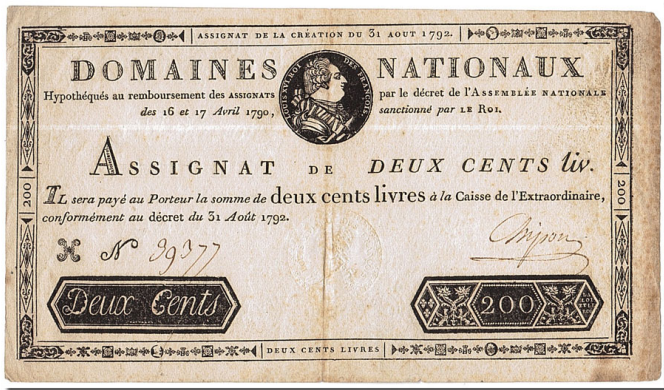 ASSIGNAT DE LA CRÉATION DU 31 AOUT 1792.
DOMAINES NATIONAUX
LOUIS XVI ROI DES FRANÇOIS
Hypothéqués au remboursement des ASSIGNATS par le décret de l'ASSEMBLÉE NATIONALE
des 16 et 17 Avril 1790, sanctionné par LE ROI.
ASSIGNAT DE DEUX CENTS liv.
IL sera payé au Porteur la somme de deux cents livres à la Caisse de l'Extraordinaire,
conformément au décret du 31 Août 1792.
N 39377
Deux Cents
200
DEUX CENTS LIVRES
200
200